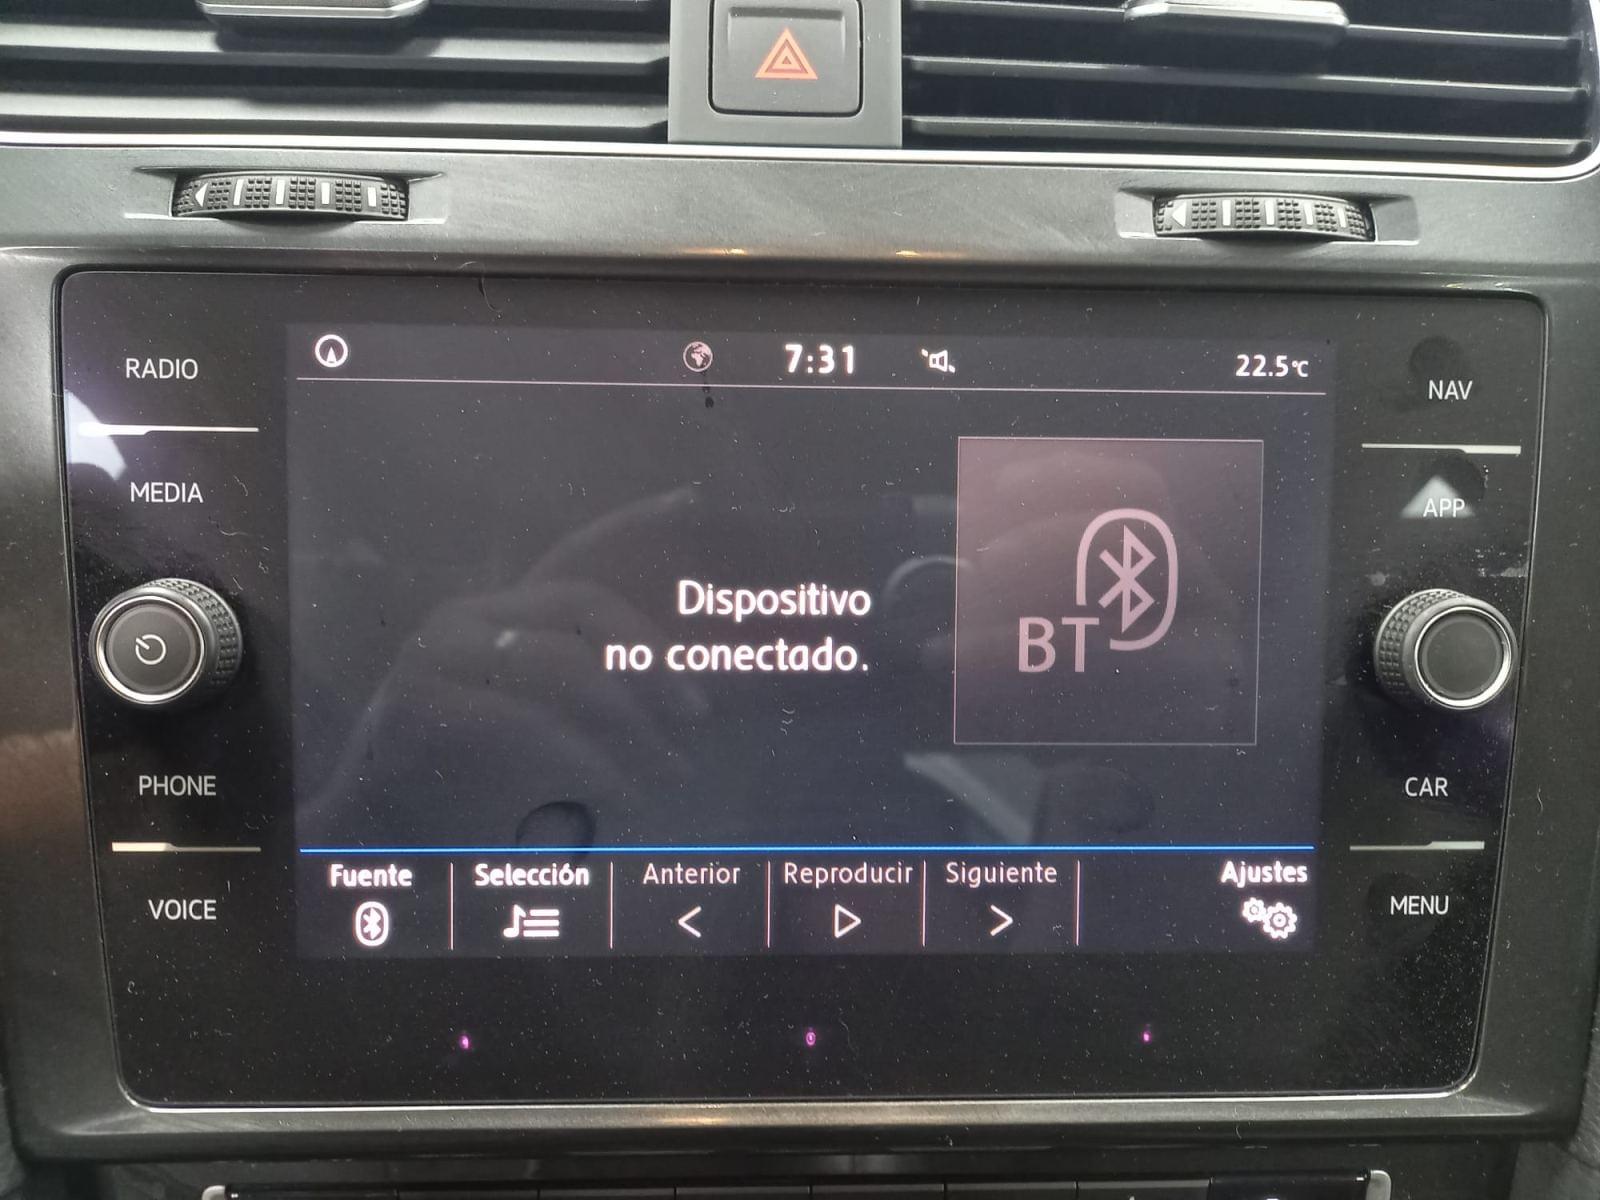 RADIO
MEDIA
PHONE
VOICE
7:31
22.5°C
Dispositivo
no conectado.
BT
Fuente
Selección
Anterior
Reproducir
Siguiente
Ajustes
NAV
APP
CAR
MENU